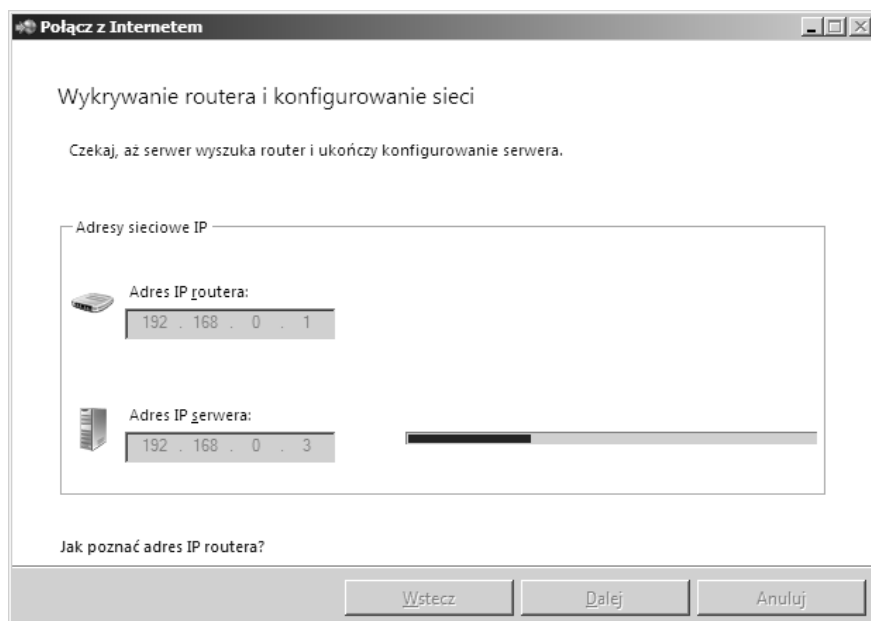 Połącz z Internetem
Wykrywanie routera i konfigurowanie sieci
Czekaj, aż serwer wyszuka router i ukończy konfigurowanie serwera.
Adresy sieciowe IP
Adres IP routera:
192 . 168 . 0 . 1
Adres IP serwera:
192 . 168 . 0 . 3
Jak poznać adres IP routera?
Wstecz Dalej Anuluj